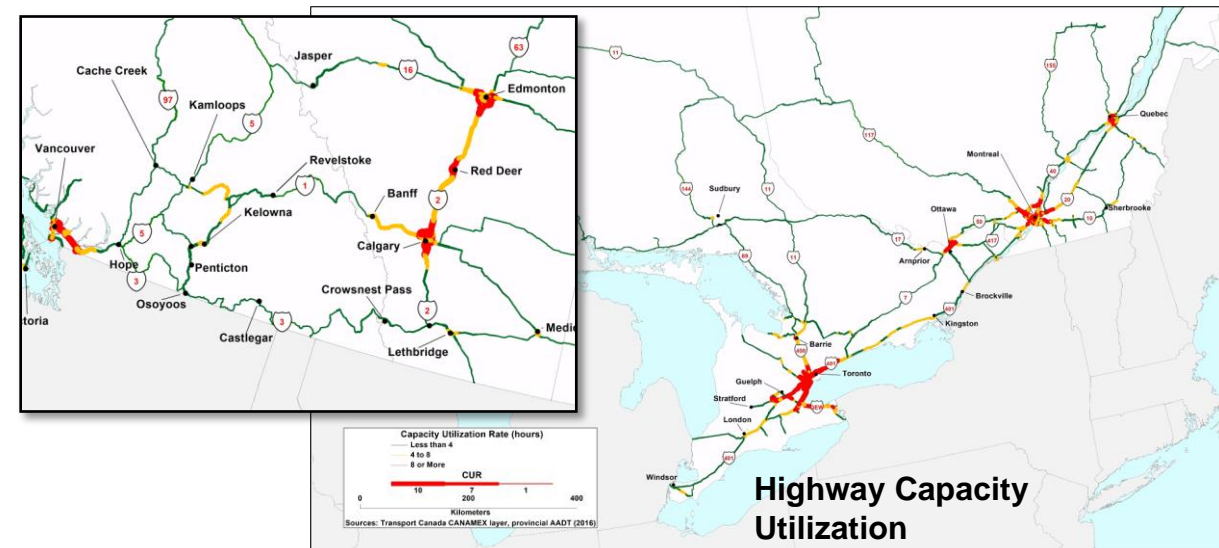 63
Jasper
16
Edmonton
Cache Creek
97
Kamloops
5
Vancouver
Revelstoke
Red Deer
1
Banff
2
Kelowna
Calgary
5
Hope
Penticton
3
Crowsnest Pass
Osoyoos
2
toria
Castlegar
3
Medic
Lethbridge
11
155
Quebec
117
Montreal
40
144
Sudbury
11
20
Ottawa
50
Sherbrooke
10
17
417
Arnprior
69
11
Brockville
7
401
Kingston
Barrie
400
401
Toronto
Guelph
Stratford
QEW
London
401
Windsor
Capacity Utilization Rate (hours)
Less than 4
4 to 8
8 or More
CUR
10 7 1
0 200 400
Kilometers
Sources: Transport Canada CANAMEX layer, provincial AADT (2016)
Highway Capacity
Utilization